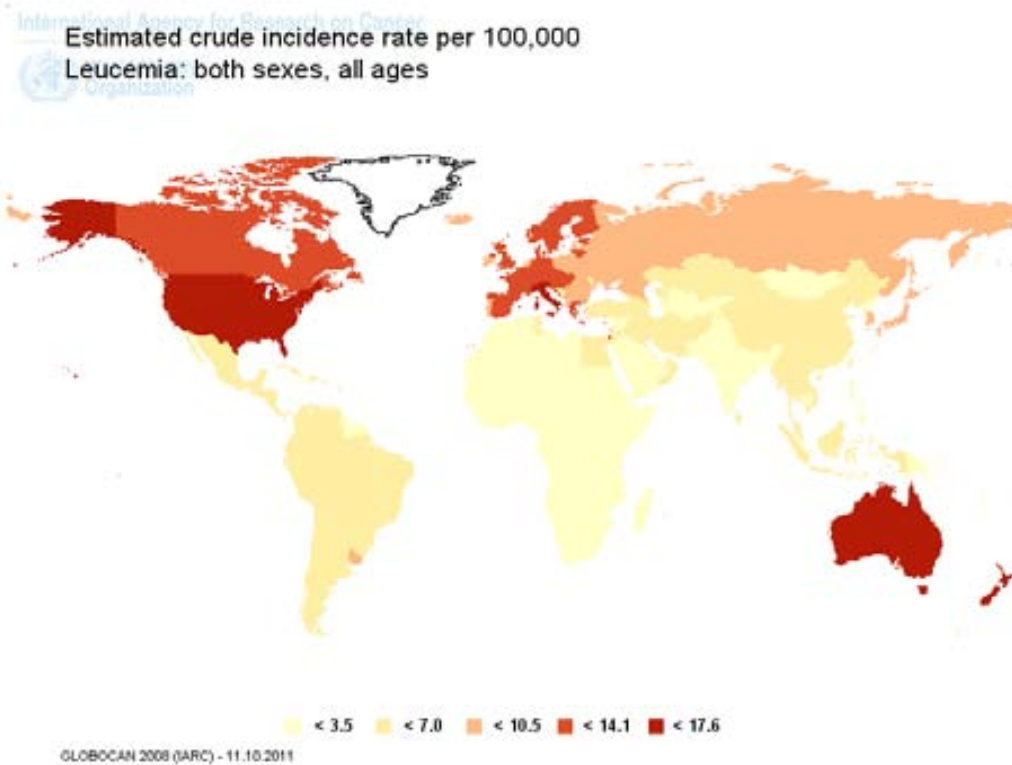 International Agency for Research on Cancer
Estimated crude incidence rate per 100,000
Leucemia: both sexes, all ages
Organization
< 3.5 < 7.0 < 10.5 < 14.1 < 17.6
GLOBOCAN 2008 (IARC) - 11.10.2011